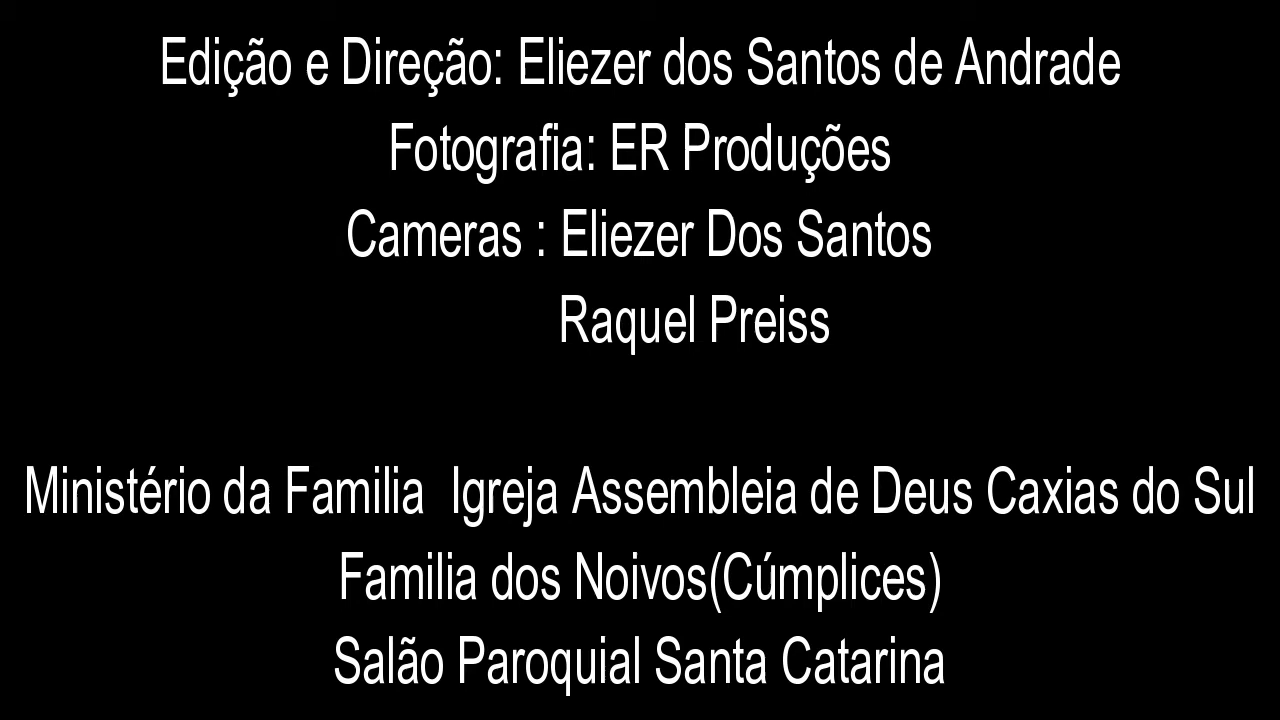 Edição e Direção: Eliezer dos Santos de Andrade
Fotografia: ER Produções
Cameras : Eliezer Dos Santos
Raquel Preiss
Ministério da Familia  Igreja Assembleia de Deus Caxias do Sul
Familia dos Noivos(Cúmplices)
Salão Paroquial Santa Catarina